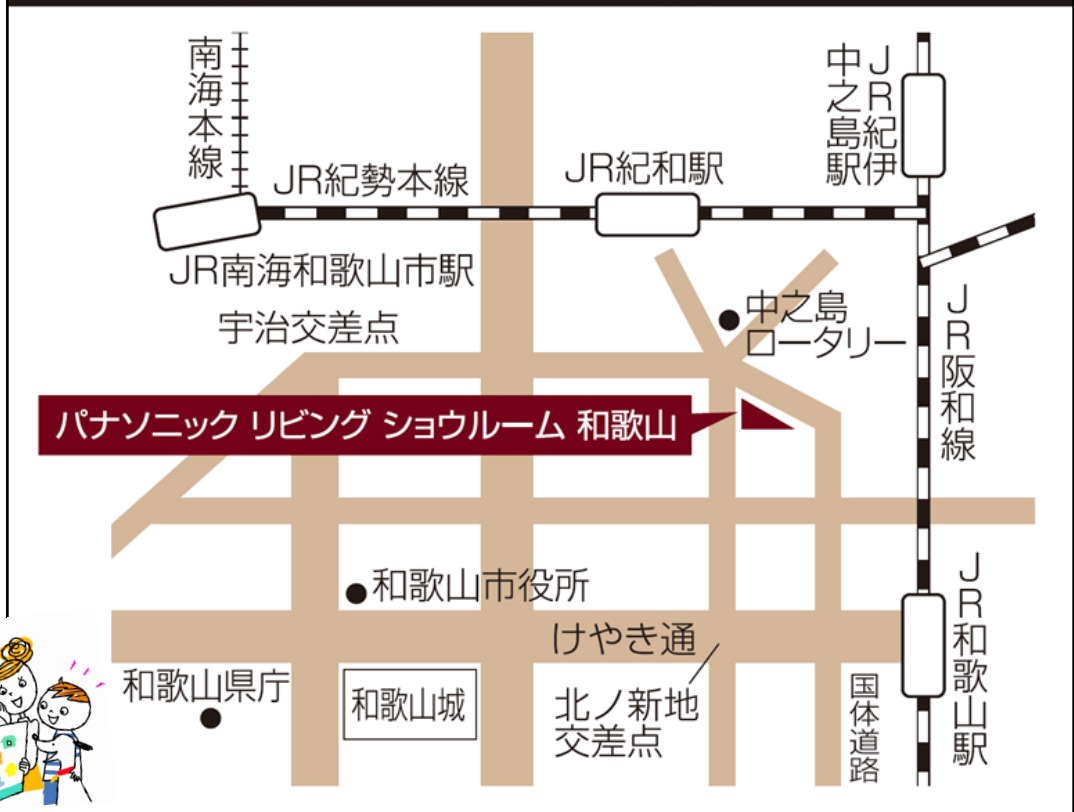 南海本線
JR紀勢本線
JR紀和駅
JR紀伊
中之島駅
JR南海和歌山市駅
宇治交差点
中之島
ロータリー
JR阪和線
パナソニック リビング ショウルーム 和歌山
和歌山市役所
けやき通
JR和歌山駅
和歌山県庁
和歌山城
北ノ新地
交差点
国体道路